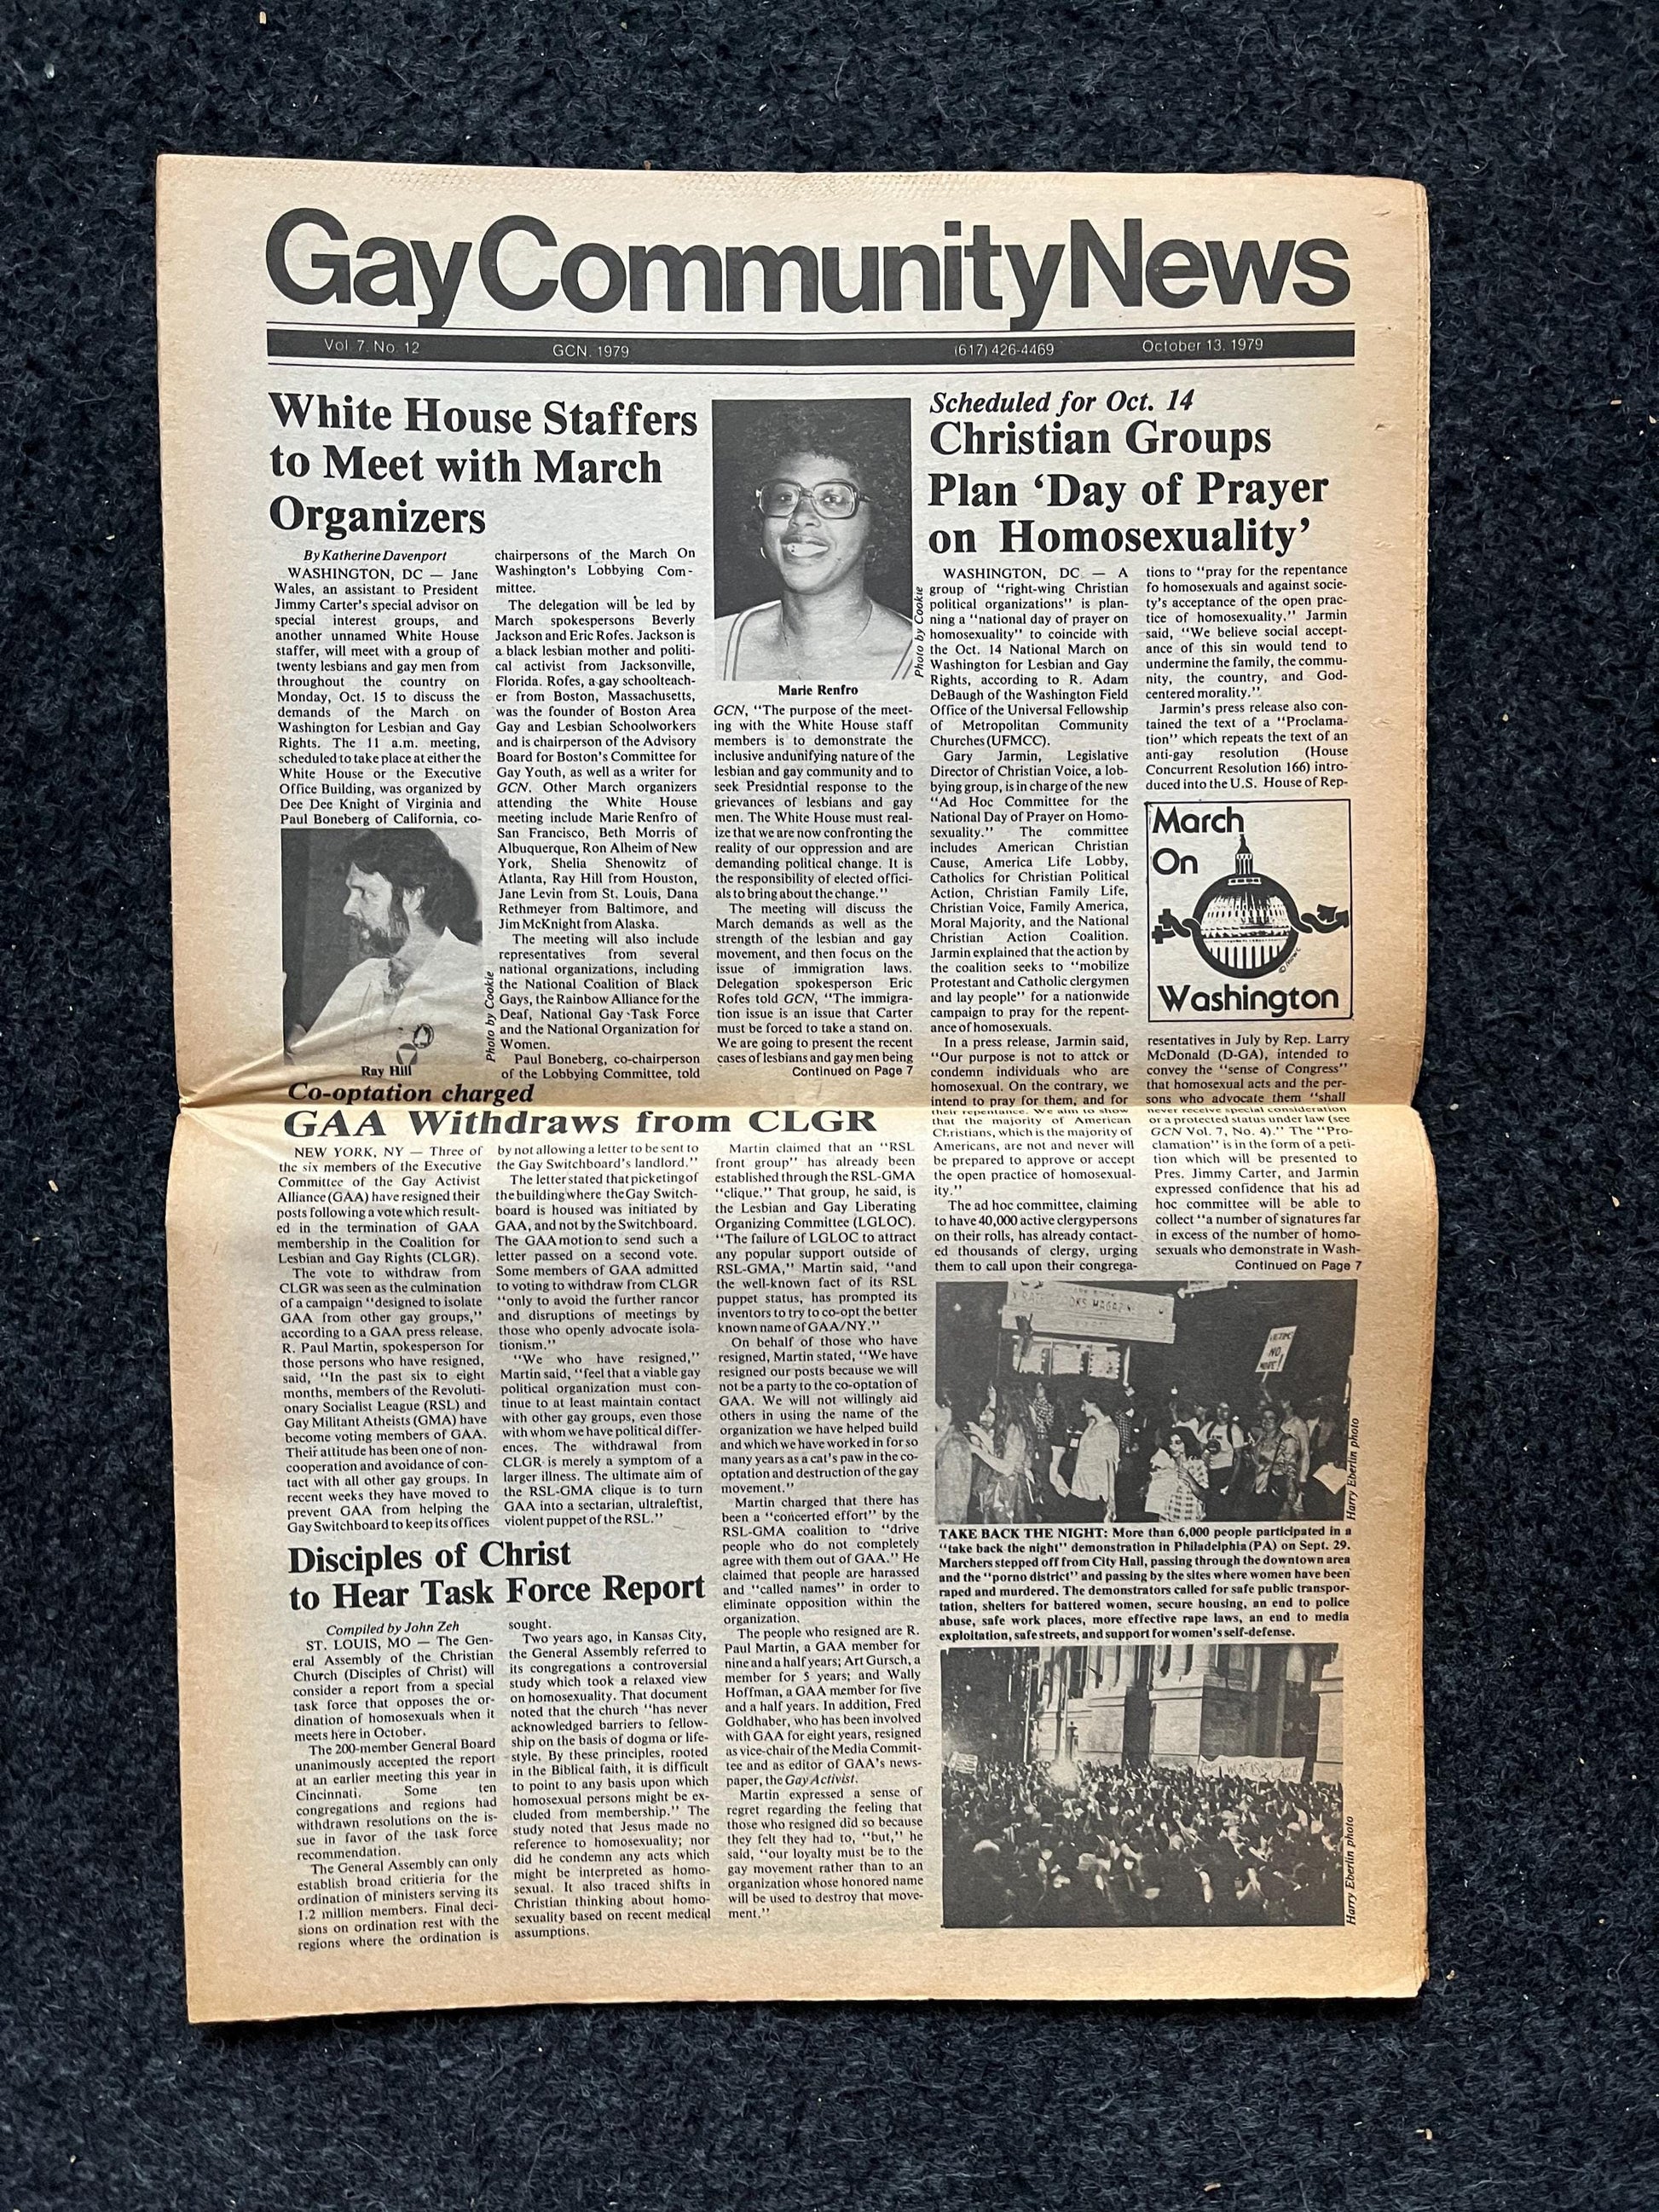 GayCommunityNews
Vol. 7. No. 12
GCN, 1979
(617) 426-4469
October 13, 1979
White House Staffers
to Meet with March
Organizers
By Katherine Davenport
WASHINGTON, DC — Jane
Wales, an assistant to President
Jimmy Carter's special advisor on
special interest groups, and
another unnamed White House
staffer, will meet with a group of
twenty lesbians and gay men from
throughout the country on
Monday, Oct. 15 to discuss the
demands of the March on
Washington for Lesbian and Gay
Rights. The 11 a.m. meeting,
scheduled to take place at either the
White House or the Executive
Office Building, was organized by
Dee Dee Knight of Virginia and
Paul Boneberg of California, co-
Photo by Cookie
Ray Hill
chairpersons of the March On
Washington's Lobbying Com-
mittee.
The delegation will be led by
March spokespersons Beverly
Jackson and Eric Rofes. Jackson is
a black lesbian mother and politi-
cal activist from Jacksonville,
Florida. Rofes, a gay schoolteach-
er from Boston, Massachusetts,
was the founder of Boston Area
Gay and Lesbian Schoolworkers
and is chairperson of the Advisory
Board for Boston's Committee for
Gay Youth, as well as a writer for
GCN. Other March organizers
attending the White House
meeting include Marie Renfro of
San Francisco, Beth Morris of
Albuquerque, Ron Alheim of New
York, Shelia Shenowitz of
Atlanta, Ray Hill from Houston,
Jane Levin from St. Louis, Dana
Rethmeyer from Baltimore, and
Jim McKnight from Alaska.
The meeting will also include
representatives from several
national organizations, including
the National Coalition of Black
Gays, the Rainbow Alliance for the
Deaf, National Gay Task Force
and the National Organization for
Women.
Paul Boneberg, co-chairperson
of the Lobbying Committee, told
Photo by Cookie
Marie Renfro
GCN, "The purpose of the meet-
ing with the White House staff
members is to demonstrate the
inclusive andunifying nature of the
lesbian and gay community and to
seek Presidntial response to the
grievances of lesbians and gay
men. The White House must real-
ize that we are now confronting the
reality of our oppression and are
demanding political change. It is
the responsibility of elected offici-
als to bring about the change."
The meeting will discuss the
March demands as well as the
strength of the lesbian and gay
movement, and then focus on the
issue of immigration laws.
Delegation spokesperson Eric
Rofes told GCN, "The immigra-
tion issue is an issue that Carter
must be forced to take a stand on.
We are going to present the recent
cases of lesbians and gay men being
Continued on Page 7
Scheduled for Oct. 14
Christian Groups
Plan 'Day of Prayer
on Homosexuality'
WASHINGTON, DC — A
group of "right-wing Christian
political organizations" is plan-
ning a "national day of prayer on
homosexuality" to coincide with
the Oct. 14 National March on
Washington for Lesbian and Gay
Rights, according to R. Adam
DeBaugh of the Washington Field
Office of the Universal Fellowship
of Metropolitan Community
Churches (UFMCC).
Gary Jarmin, Legislative
Director of Christian Voice, a lob-
bying group, is in charge of the new
"Ad Hoc Committee for the
National Day of Prayer on Homo-
sexuality." The committee
includes American Christian
Cause, America Life Lobby,
Catholics for Christian Political
Action, Christian Family Life,
Christian Voice, Family America,
Moral Majority, and the National
Christian Action Coalition.
Jarmin explained that the action by
the coalition seeks to "mobilize
Protestant and Catholic clergymen
and lay people" for a nationwide
campaign to pray for the repent-
ance of homosexuals.
In a press release, Jarmin said,
"Our purpose is not to attck or
condemn individuals who are
homosexual. On the contrary, we
intend to pray for them, and for
their repentance. We aim to show
that the majority of American
Christians, which is the majority of
Americans, are not and never will
be prepared to approve or accept
the open practice of homosexual-
ity."
The ad hoc committee, claiming
to have 40,000 active clergypersons
on their rolls, has already contact-
ed thousands of clergy, urging
them to call upon their congrega-
tions to "pray for the repentance
fo homosexuals and against socie-
ty's acceptance of the open prac-
tice of homosexuality." Jarmin
said, "We believe social accept-
ance of this sin would tend to
undermine the family, the commu-
nity, the country, and God-
centered morality."
Jarmin's press release also con-
tained the text of a "Proclama-
tion" which repeats the text of an
anti-gay resolution (House
Concurrent Resolution 166) intro-
duced into the U.S. House of Rep-
March
On
Washington
resentatives in July by Rep. Larry
McDonald (D-GA), intended to
convey the "sense of Congress"
that homosexual acts and the per-
sons who advocate them "shall
never receive special consideration
or a protected status under law (see
GCN Vol. 7, No. 4)." The "Pro-
clamation" is in the form of a peti-
tion which will be presented to
Pres. Jimmy Carter, and Jarmin
expressed confidence that his ad
hoc committee will be able to
collect "a number of signatures far
in excess of the number of homo-
sexuals who demonstrate in Wash-
Continued on Page 7
Co-optation charged
GAA Withdraws from CLGR
NEW YORK, NY — Three of
the six members of the Executive
Committee of the Gay Activist
Alliance (GAA) have resigned their
posts following a vote which result-
ed in the termination of GAA
membership in the Coalition for
Lesbian and Gay Rights (CLGR).
The vote to withdraw from
CLGR was seen as the culmination
of a campaign "designed to isolate
GAA from other gay groups,"
according to a GAA press release.
R. Paul Martin, spokesperson for
those persons who have resigned,
said, "In the past six to eight
months, members of the Revoluti-
onary Socialist League (RSL) and
Gay Militant Atheists (GMA) have
become voting members of GAA.
Their attitude has been one of non-
cooperation and avoidance of con-
tact with all other gay groups. In
recent weeks they have moved to
prevent GAA from helping the
Gay Switchboard to keep its offices
by not allowing a letter to be sent to
the Gay Switchboard's landlord."
The letter stated that picketing of
the building where the Gay Switch-
board is housed was initiated by
GAA, and not by the Switchboard.
The GAA motion to send such a
letter passed on a second vote.
Some members of GAA admitted
to voting to withdraw from CLGR
"only to avoid the further rancor
and disruptions of meetings by
those who openly advocate isola-
tionism."
"We who have resigned,"
Martin said, "feel that a viable gay
political organization must con-
tinue to at least maintain contact
with other gay groups, even those
with whom we have political differ-
ences. The withdrawal from
CLGR is merely a symptom of a
larger illness. The ultimate aim of
the RSL-GMA clique is to turn
GAA into a sectarian, ultraleftist,
violent puppet of the RSL."
Martin claimed that an "RSL
front group" has already been
established through the RSL-GMA
"clique." That group, he said, is
the Lesbian and Gay Liberating
Organizing Committee (LGLOC).
"The failure of LGLOC to attract
any popular support outside of
RSL-GMA," Martin said, "and
the well-known fact of its RSL
puppet status, has prompted its
inventors to try to co-opt the better
known name of GAA/NY."
On behalf of those who have
resigned, Martin stated, "We have
resigned our posts because we will
not be a party to the co-optation of
GAA. We will not willingly aid
others in using the name of the
organization we have helped build
and which we have worked in for so
many years as a cat's paw in the co-
optation and destruction of the gay
movement."
Martin charged that there has
been a "concerted effort" by the
RSL-GMA coalition to "drive
people who do not completely
agree with them out of GAA." He
claimed that people are harassed
and "called names" in order to
eliminate opposition within the
organization.
The people who resigned are R.
Paul Martin, a GAA member for
nine and a half years; Art Gursch, a
member for 5 years; and Wally
Hoffman, a GAA member for five
and a half years. In addition, Fred
Goldhaber, who has been involved
with GAA for eight years, resigned
as vice-chair of the Media Commit-
tee and as editor of GAA's news-
paper, the Gay Activist.
Martin expressed a sense of
regret regarding the feeling that
those who resigned did so because
they felt they had to, "but," he
said, "our loyalty must be to the
gay movement rather than to an
organization whose honored name
will be used to destroy that move-
ment."
Disciples of Christ
to Hear Task Force Report
Compiled by John Zeh
ST. LOUIS, MO — The Gen-
eral Assembly of the Christian
Church (Disciples of Christ) will
consider a report from a special
task force that opposes the or-
dination of homosexuals when it
meets here in October.
The 200-member General Board
unanimously accepted the report
at an earlier meeting this year in
Cincinnati. Some ten
congregations and regions had
withdrawn resolutions on the is-
sue in favor of the task force
recommendation.
The General Assembly can only
establish broad critieria for the
ordination of ministers serving its
1.2 million members. Final deci-
sions on ordination rest with the
regions where the ordination is
sought.
Two years ago, in Kansas City,
the General Assembly referred to
its congregations a controversial
study which took a relaxed view
on homosexuality. That document
noted that the church "has never
acknowledged barriers to fellow-
ship on the basis of dogma or life-
style. By these principles, rooted
in the Biblical faith, it is difficult
to point to any basis upon which
homosexual persons might be ex-
cluded from membership." The
study noted that Jesus made no
reference to homosexuality; nor
did he condemn any acts which
might be interpreted as homo-
sexual. It also traced shifts in
Christian thinking about homo-
sexuality based on recent medical
assumptions.
NO
MORE!
Harry Eberlin photo
TAKE BACK THE NIGHT: More than 6,000 people participated in a
"take back the night" demonstration in Philadelphia (PA) on Sept. 29.
Marchers stepped off from City Hall, passing through the downtown area
and the "porno district" and passing by the sites where women have been
raped and murdered. The demonstrators called for safe public transpor-
tation, shelters for battered women, secure housing, an end to police
abuse, safe work places, more effective rape laws, an end to media
exploitation, safe streets, and support for women's self-defense.
Harry Eberlin photo